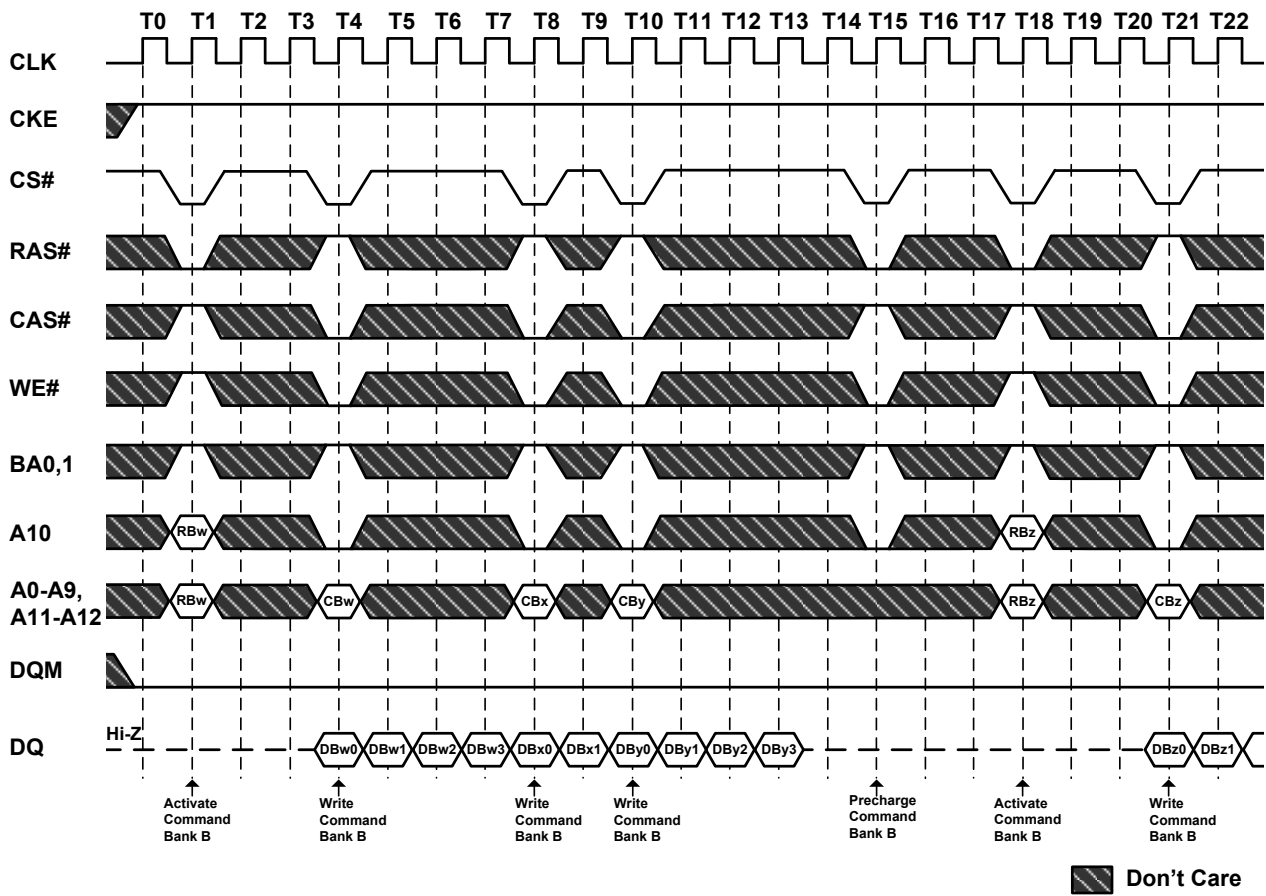 T0 T1 T2 T3 T4 T5 T6 T7 T8 T9 T10 T11 T12 T13 T14 T15 T16 T17 T18 T19 T20 T21 T22
CLK
CKE
CS#
RAS#
CAS#
WE#
BA0,1
A10
RBw
RBz
A0-A9,
A11-A12
RBw
CBw
CBx
CBy
RBz
CBz
DQM
DQ
Hi-Z
DBw0 DBw1 DBw2 DBw3 DBx0 DBx1 DBy0 DBy1 DBy2 DBy3 DBz0 DBz1
Activate
Command
Bank B
Write
Command
Bank B
Write
Command
Bank B
Write
Command
Bank B
Precharge
Command
Bank B
Activate
Command
Bank B
Write
Command
Bank B
Don't Care